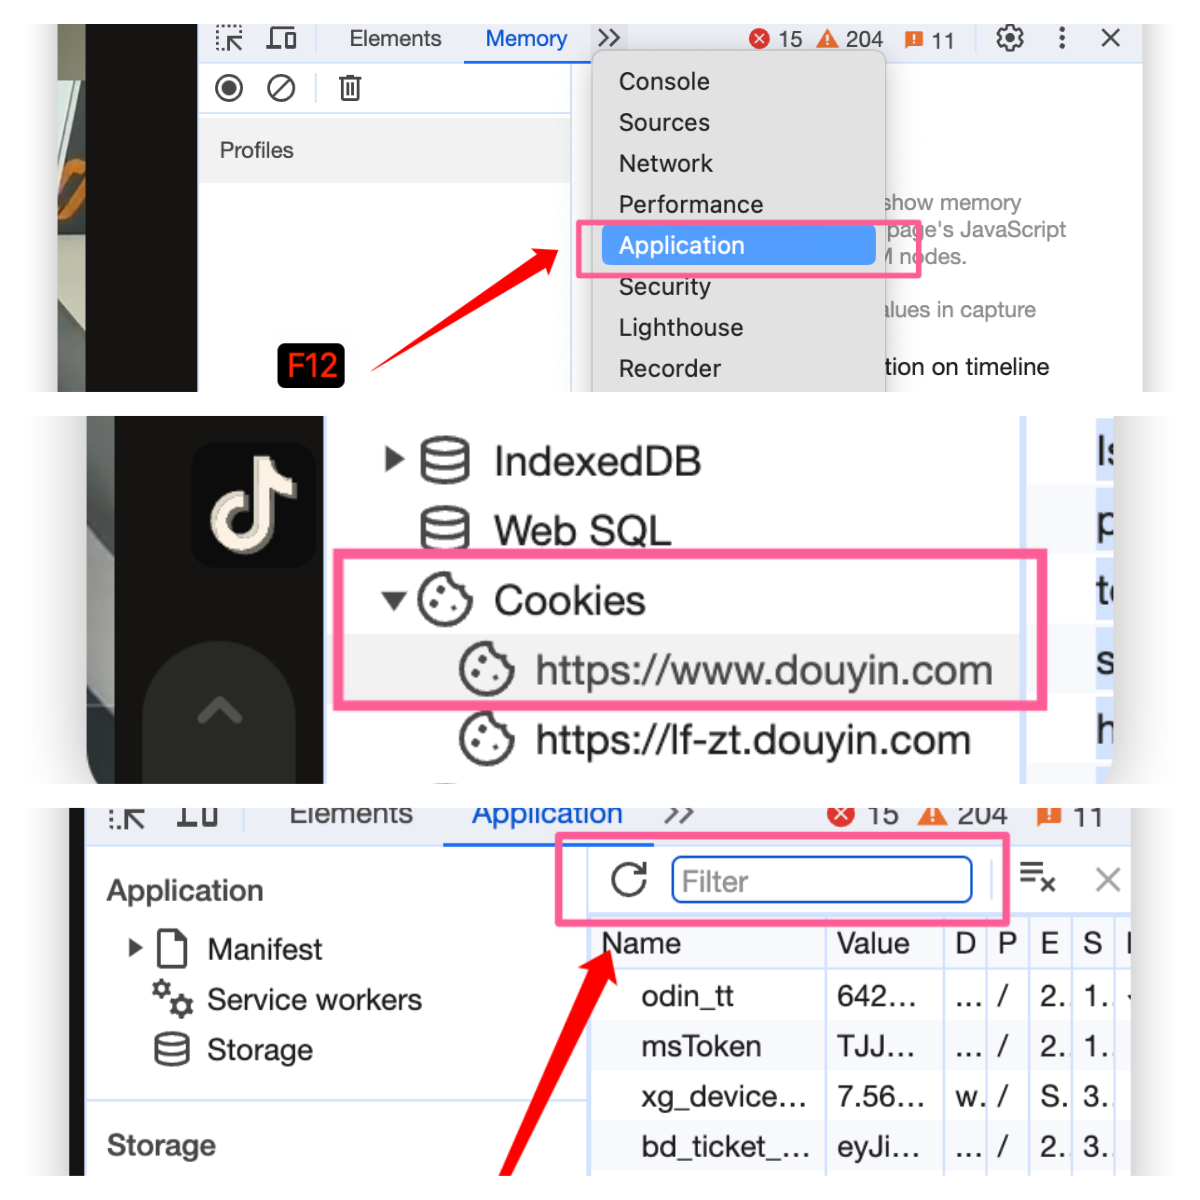 Elements Memory 15 204 11
Console
Sources
Profiles
Network
Performance
show memory
page's JavaScript
Application
nodes.
Security
alues in capture
Lighthouse
F12
Recorder
tion on timeline
IndexedDB
Web SQL
Cookies
https://www.douyin.com
https://lf-zt.douyin.com
Elements Application 15 204 11
Application
Filter
Manifest
Service workers
Storage
Storage
Name Value D P E S
odin_tt 642... ... / 2.. 1..
msToken TJJ... ... / 2.. 1..
xg_device... 7.56... w. / S. 3..
bd_ticket_... eyJi... ... / 2.. 3..